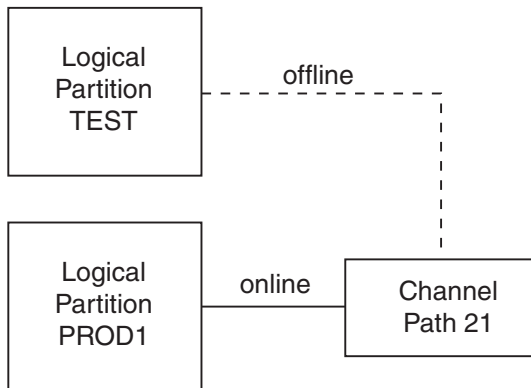 Logical
Partition
TEST
offline
Logical
Partition
PROD1
online
Channel
Path 21